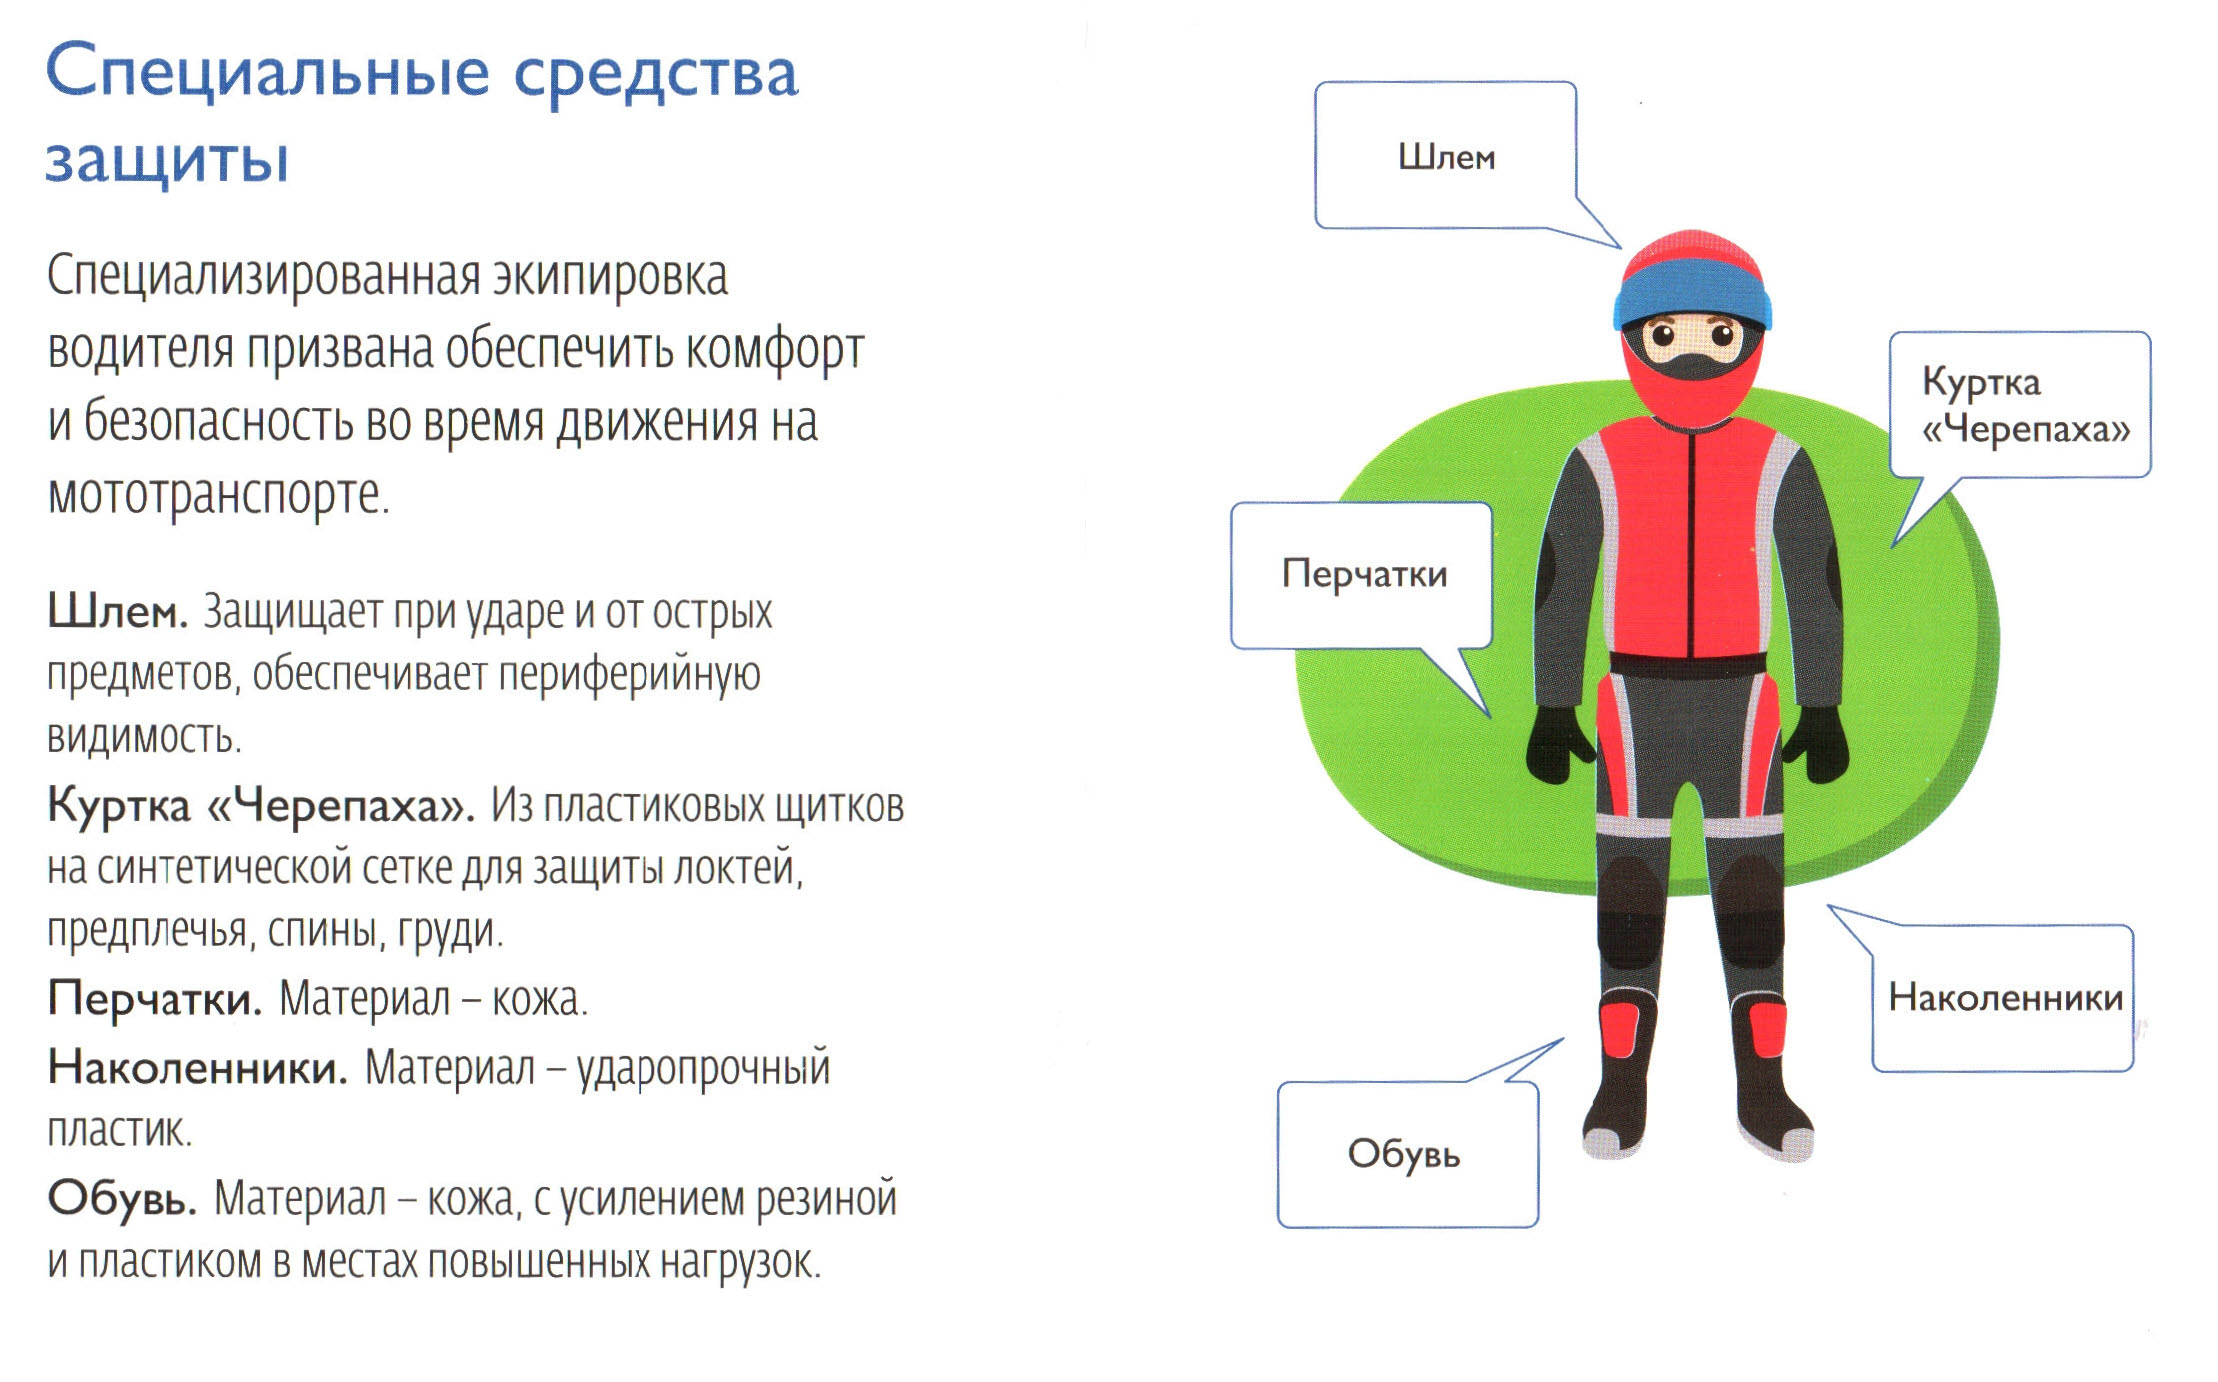 Специальные средства
защиты
Специализированная экипировка
водителя призвана обеспечить комфорт
и безопасность во время движения на
мототранспорте.
Шлем. Защищает при ударе и от острых
предметов, обеспечивает периферийную
видимость.
Куртка «Черепаха». Из пластиковых щитков
на синтетической сетке для защиты локтей,
предплечья, спины, груди.
Перчатки. Материал – кожа.
Наколенники. Материал – ударопрочный
пластик.
Обувь. Материал – кожа, с усилением резиной
и пластиком в местах повышенных нагрузок.
Шлем
Куртка
«Черепаха»
Перчатки
Наколенники
Обувь